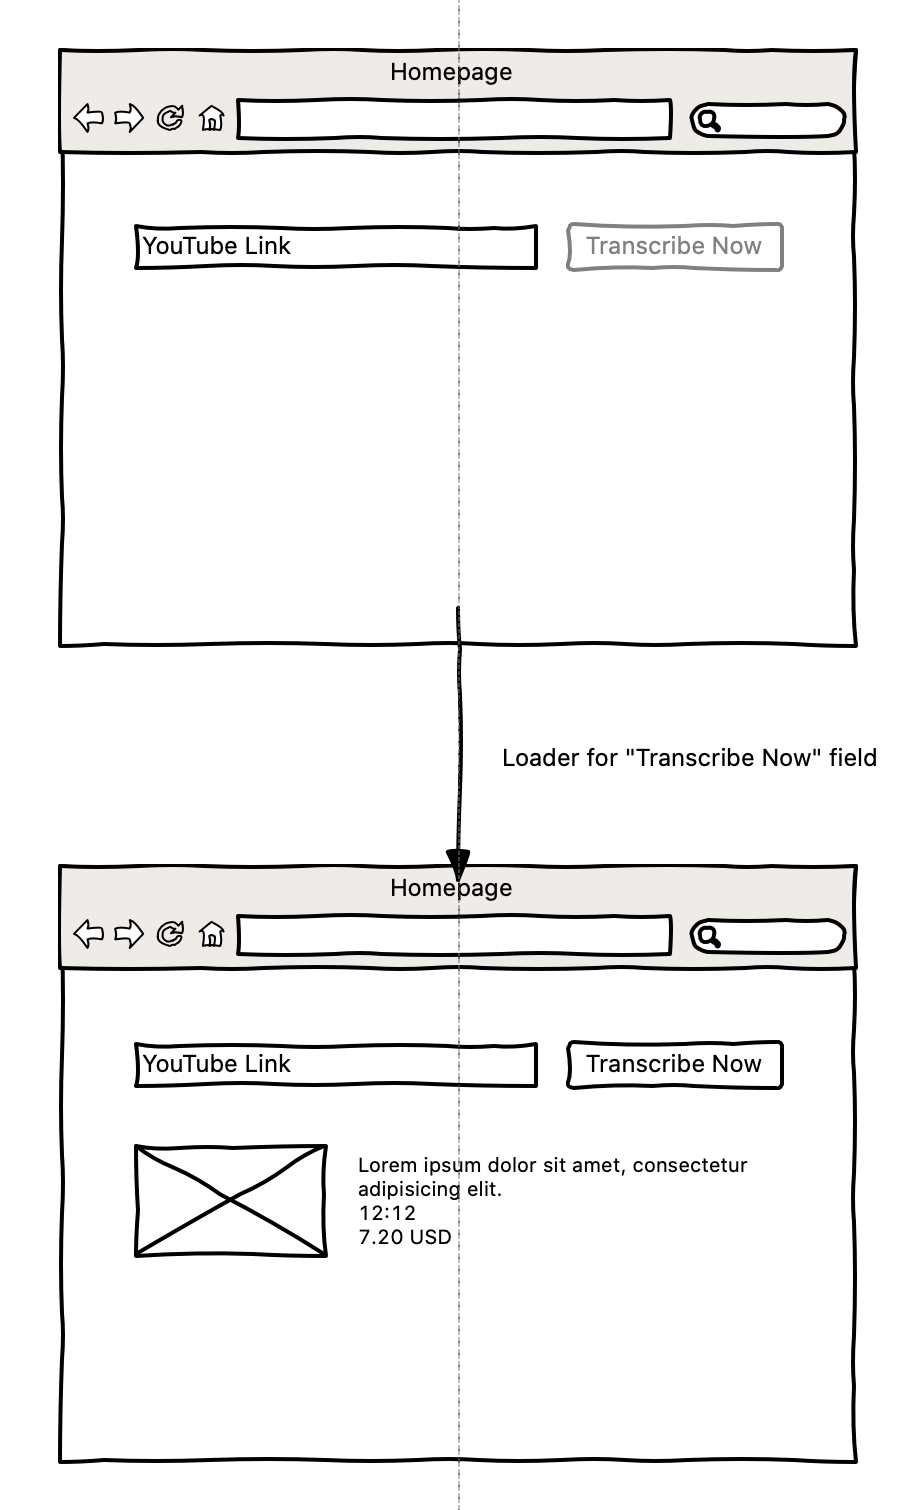 Homepage
YouTube Link
Transcribe Now
Loader for "Transcribe Now" field
Homepage
YouTube Link
Transcribe Now
Lorem ipsum dolor sit amet, consectetur
adipisicing elit.
12:12
7.20 USD